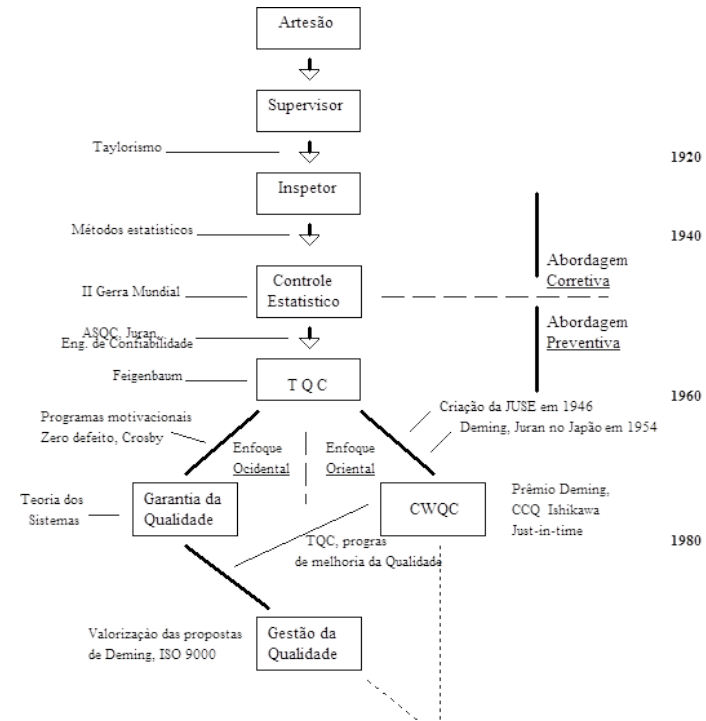 Artesão
Supervisor
Taylorismo
1920
Inspetor
Métodos estatisticos
1940
Abordagem
Corretiva
II Gerra Mundial
Controle
Estatistico
Abordagem
Preventiva
ASQC, Juran,
Eng. de Confiabilidade
Feigenbaum
T Q C
1960
Criação da JUSE em 1946
Deming, Juran no Japão em 1954
Programas motivacionais
Zero defeito, Crosby
Enfoque
Ocidental
Enfoque
Oriental
Teoria dos
Sistemas
Garantia da
Qualidade
CWQC
Prêmio Deming,
CCQ Ishikawa
Just-in-time
1980
TQC, progras
de melhoria da Qualidade
Valorização das propostas
de Deming, ISO 9000
Gestão da
Qualidade